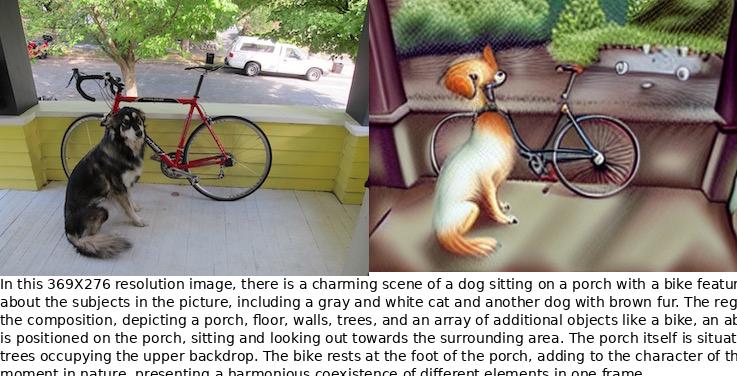 In this 369X276 resolution image, there is a charming scene of a dog sitting on a porch with a bike featur
about the subjects in the picture, including a gray and white cat and another dog with brown fur. The reg
the composition, depicting a porch, floor, walls, trees, and an array of additional objects like a bike, an ab
is positioned on the porch, sitting and looking out towards the surrounding area. The porch itself is situat
trees occupying the upper backdrop. The bike rests at the foot of the porch, adding to the character of th
moment in nature, presenting a harmonious coexistence of different elements in one frame.